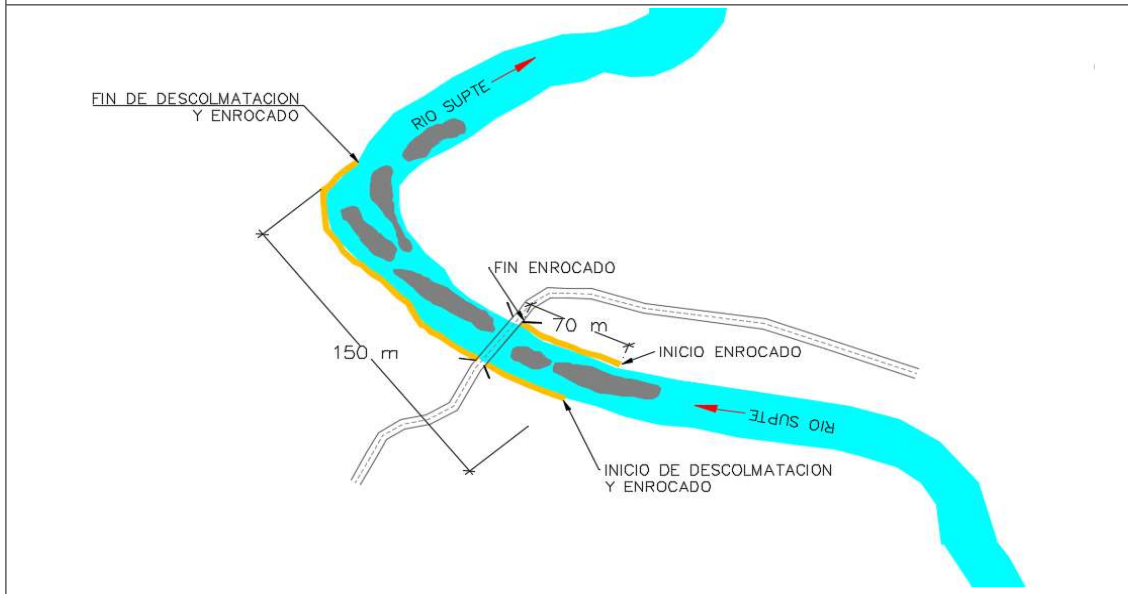 RIO SUPTE
FIN DE DESCOLMATACION
Y ENROCADO
FIN ENROCADO
70 m
INICIO ENROCADO
150 m
RIO SUPTE
INICIO DE DESCOLMATACION
Y ENROCADO